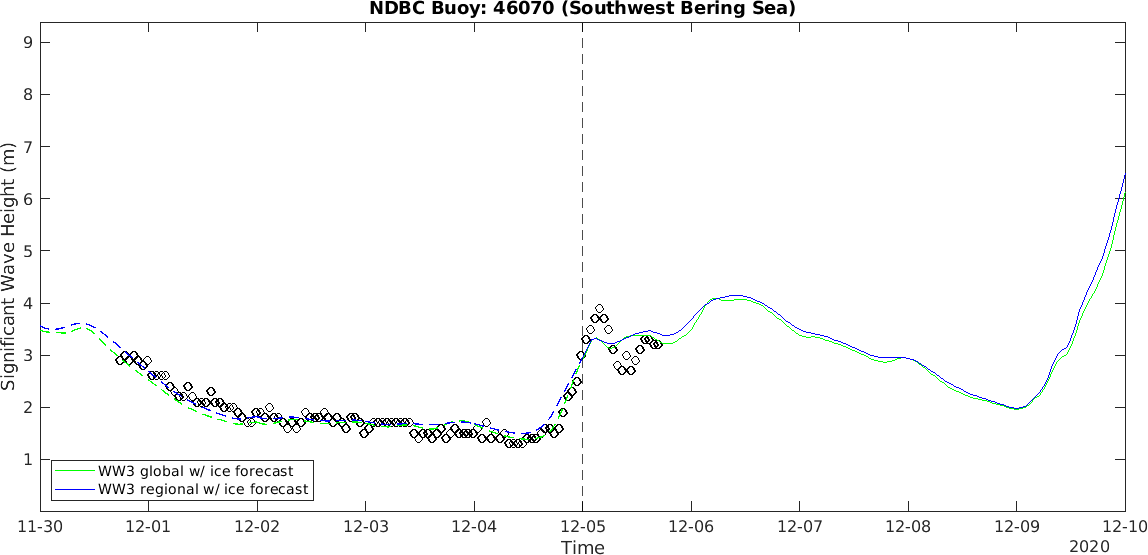 NDBC Buoy: 46070 (Southwest Bering Sea)
9
8
7
6
5
4
3
2
1
Significant Wave Height (m)
WW3 global w/ ice forecast
WW3 regional w/ ice forecast
11-30 12-01 12-02 12-03 12-04 12-05 12-06 12-07 12-08 12-09 12-10
Time
2020